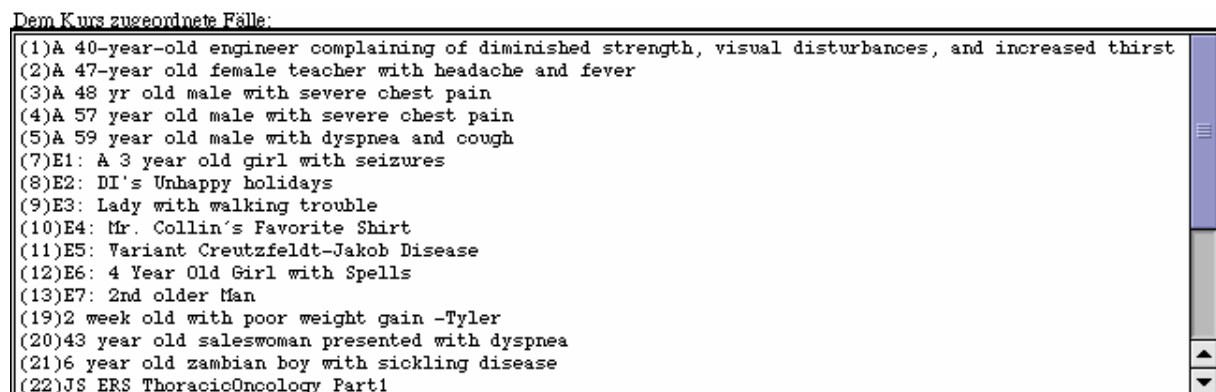 Dem Kurs zugeordnete Fälle:
(1)A 40-year-old engineer complaining of diminished strength, visual disturbances, and increased thirst
(2)A 47-year old female teacher with headache and fever
(3)A 48 yr old male with severe chest pain
(4)A 57 year old male with severe chest pain
(5)A 59 year old male with dyspnea and cough
(7)E1: A 3 year old girl with seizures
(8)E2: DI's Unhappy holidays
(9)E3: Lady with walking trouble
(10)E4: Mr. Collin´s Favorite Shirt
(11)E5: Variant Creutzfeldt-Jakob Disease
(12)E6: 4 Year Old Girl with Spells
(13)E7: 2nd older Man
(19)2 week old with poor weight gain -Tyler
(20)43 year old saleswoman presented with dyspnea
(21)6 year old zambian boy with sickling disease
(22)JS ERS ThoracicOncology Part1